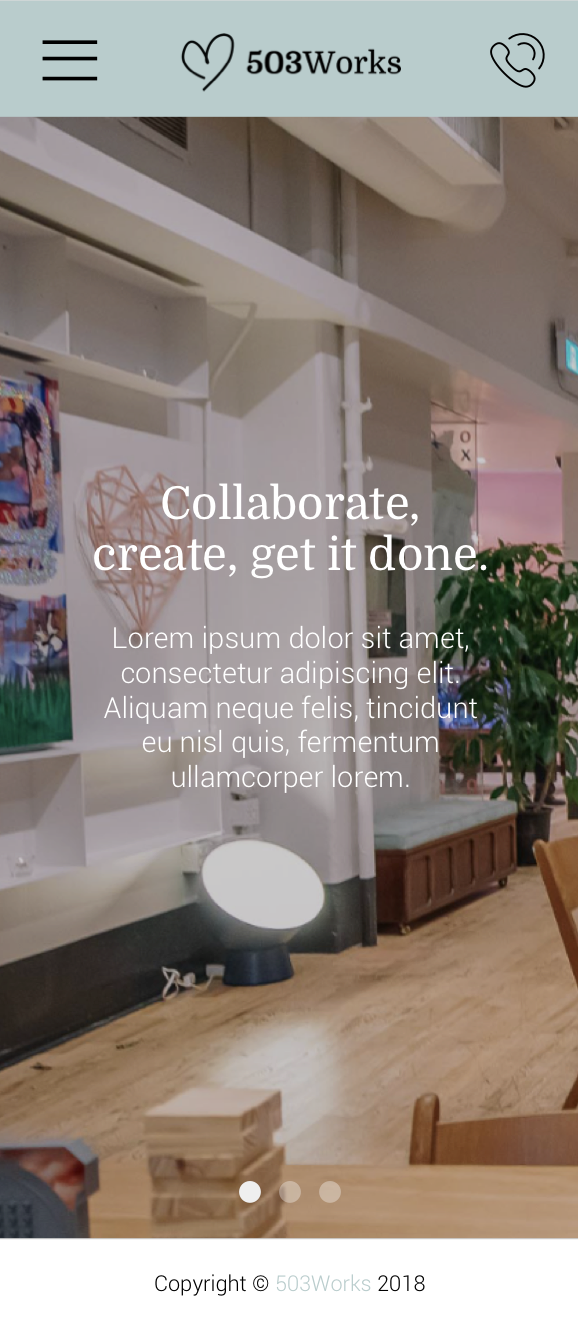 503Works
O
X
Collaborate,
create, get it done.
Lorem ipsum dolor sit amet,
consectetur adipiscing elit.
Aliquam neque felis, tincidunt
eu nisl quis, fermentum
ullamcorper lorem.
Copyright © 503Works 2018